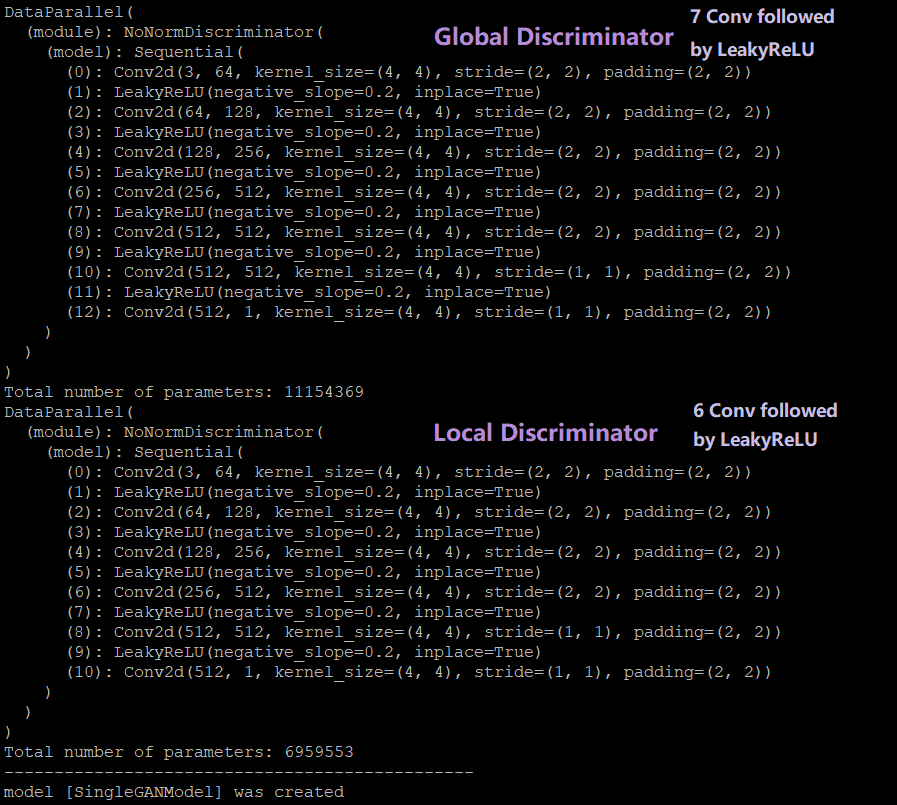 DataParallel(
(module): NoNormDiscriminator(
Global Discriminator
7 Conv followed
by LeakyReLU
(model): Sequential(
(0): Conv2d(3, 64, kernel_size=(4, 4), stride=(2, 2), padding=(2, 2))
(1): LeakyReLU(negative_slope=0.2, inplace=True)
(2): Conv2d(64, 128, kernel_size=(4, 4), stride=(2, 2), padding=(2, 2))
(3): LeakyReLU(negative_slope=0.2, inplace=True)
(4): Conv2d(128, 256, kernel_size=(4, 4), stride=(2, 2), padding=(2, 2))
(5): LeakyReLU(negative_slope=0.2, inplace=True)
(6): Conv2d(256, 512, kernel_size=(4, 4), stride=(2, 2), padding=(2, 2))
(7): LeakyReLU(negative_slope=0.2, inplace=True)
(8): Conv2d(512, 512, kernel_size=(4, 4), stride=(2, 2), padding=(2, 2))
(9): LeakyReLU(negative_slope=0.2, inplace=True)
(10): Conv2d(512, 512, kernel_size=(4, 4), stride=(1, 1), padding=(2, 2))
(11): LeakyReLU(negative_slope=0.2, inplace=True)
(12): Conv2d(512, 1, kernel_size=(4, 4), stride=(1, 1), padding=(2, 2))
)
)
)
Total number of parameters: 11154369
DataParallel(
(module): NoNormDiscriminator(
Local Discriminator
6 Conv followed
by LeakyReLU
(model): Sequential(
(0): Conv2d(3, 64, kernel_size=(4, 4), stride=(2, 2), padding=(2, 2))
(1): LeakyReLU(negative_slope=0.2, inplace=True)
(2): Conv2d(64, 128, kernel_size=(4, 4), stride=(2, 2), padding=(2, 2))
(3): LeakyReLU(negative_slope=0.2, inplace=True)
(4): Conv2d(128, 256, kernel_size=(4, 4), stride=(2, 2), padding=(2, 2))
(5): LeakyReLU(negative_slope=0.2, inplace=True)
(6): Conv2d(256, 512, kernel_size=(4, 4), stride=(2, 2), padding=(2, 2))
(7): LeakyReLU(negative_slope=0.2, inplace=True)
(8): Conv2d(512, 512, kernel_size=(4, 4), stride=(1, 1), padding=(2, 2))
(9): LeakyReLU(negative_slope=0.2, inplace=True)
(10): Conv2d(512, 1, kernel_size=(4, 4), stride=(1, 1), padding=(2, 2))
)
)
)
Total number of parameters: 6959553
-----------------------------------------------
model [SingleGANModel] was created